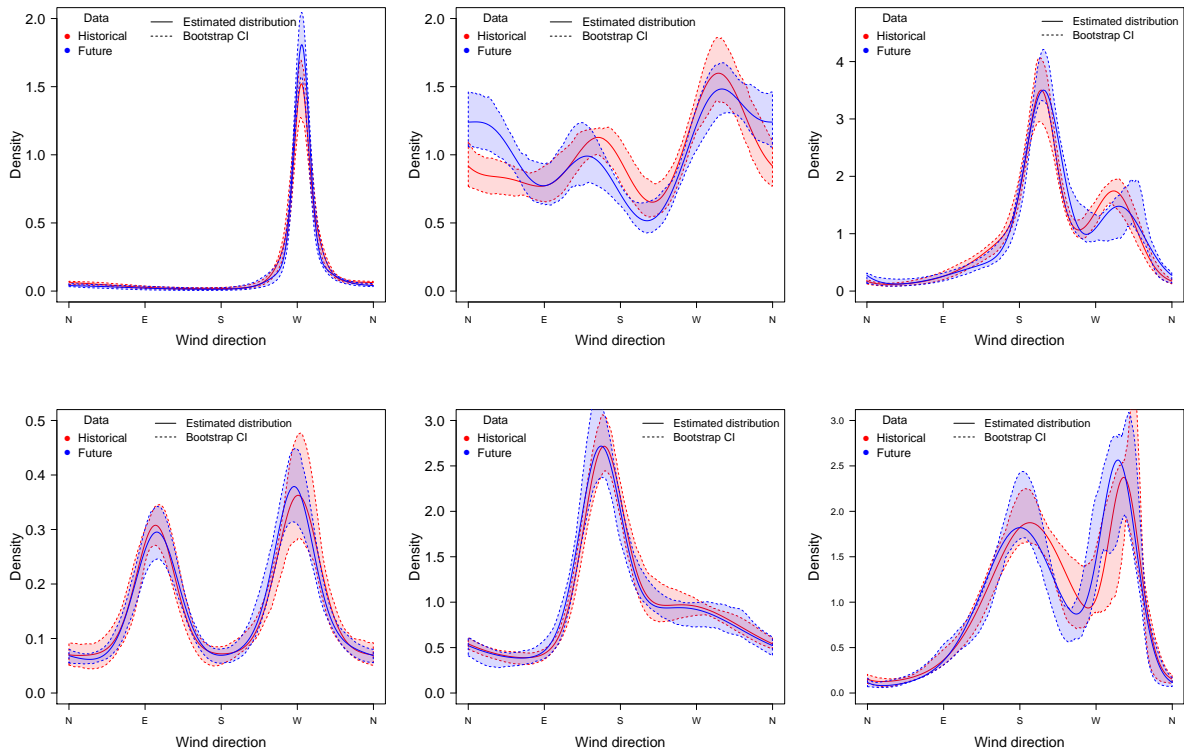 Data
Historical
Future
Estimated distribution
Bootstrap CI
2.0
1.5
1.0
0.5
0.0
Density
N E S W N
Wind direction
Data
Historical
Future
Estimated distribution
Bootstrap CI
2.0
1.5
1.0
0.5
0.0
Density
N E S W N
Wind direction
Data
Historical
Future
Estimated distribution
Bootstrap CI
4
3
2
1
0
Density
N E S W N
Wind direction
Data
Historical
Future
Estimated distribution
Bootstrap CI
0.5
0.4
0.3
0.2
0.1
0.0
Density
N E S W N
Wind direction
Data
Historical
Future
Estimated distribution
Bootstrap CI
3.0
2.5
2.0
1.5
1.0
0.5
0.0
Density
N E S W N
Wind direction
Data
Historical
Future
Estimated distribution
Bootstrap CI
3.0
2.5
2.0
1.5
1.0
0.5
0.0
Density
N E S W N
Wind direction